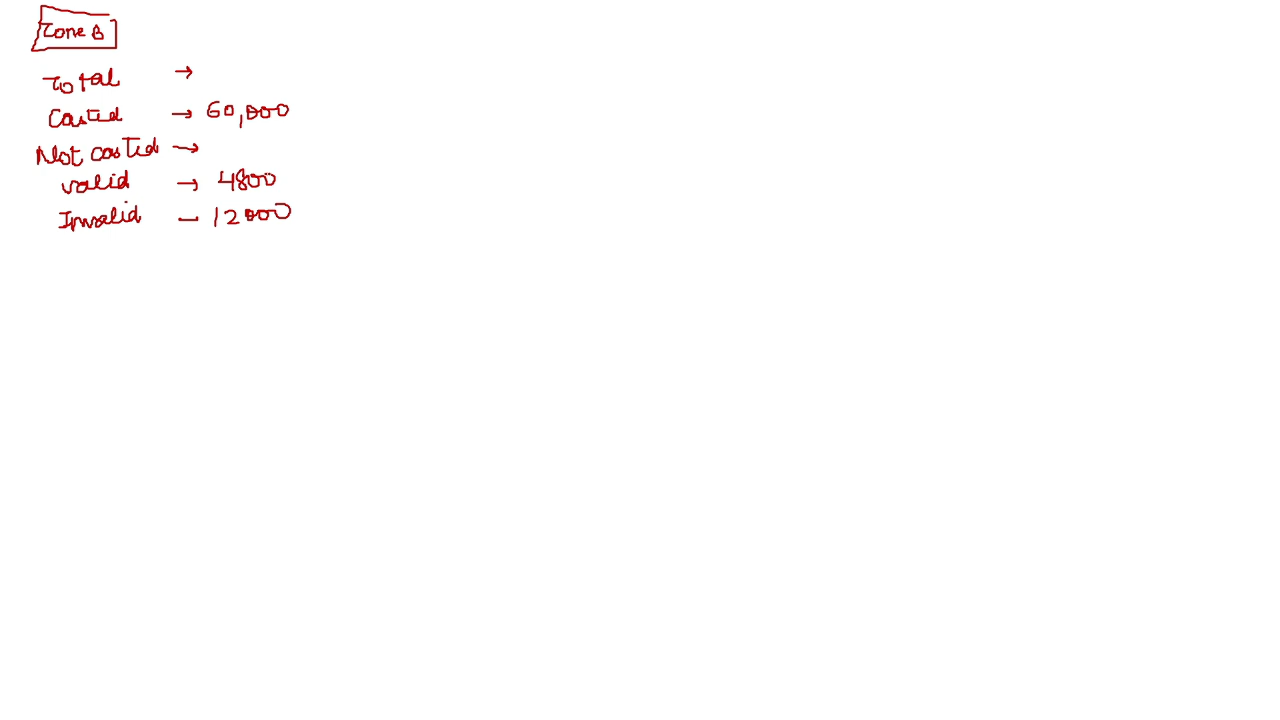 Zone B
Total →
Casted → 60,000
Not casted →
valid → 4800
Invalid - 12000